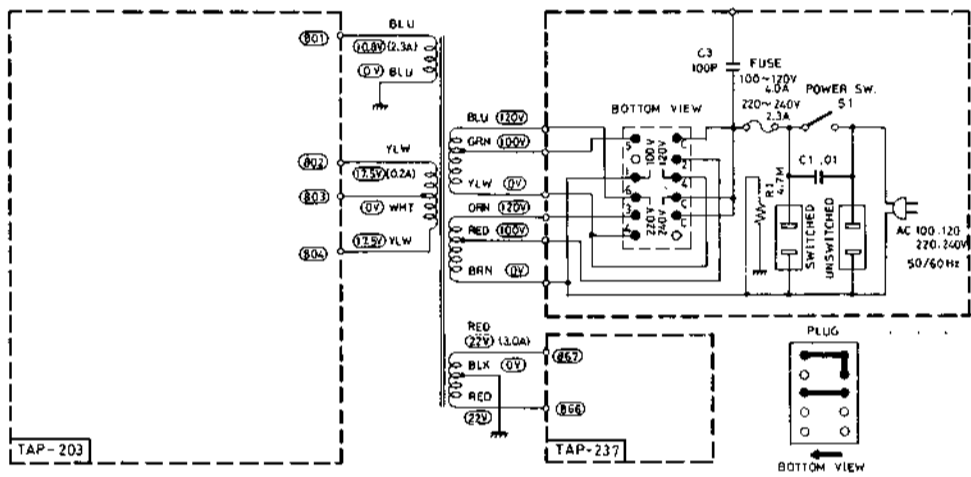 BLU
801
10.8V (2.3A)
0V BLU
YLW
802
17.5V (0.2A)
803
0V WHT
17.5V YLW
804
BLU 120V
GRN 100V
YLW 0V
ORN 120V
RED 100V
BRN 0V
RED
22V (3.0A)
BLK 0V
RED
22V
867
866
TAP-203
TAP-237
BOTTOM VIEW
100V 120V
220V 240V
C3
100P
FUSE
100~120V
4.0A
220~240V
2.3A
POWER SW.
S1
C1 .01
R1
4.7M
SWITCHED
UNSWITCHED
AC 100.120
220.240V
50/60Hz
PLUG
BOTTOM VIEW